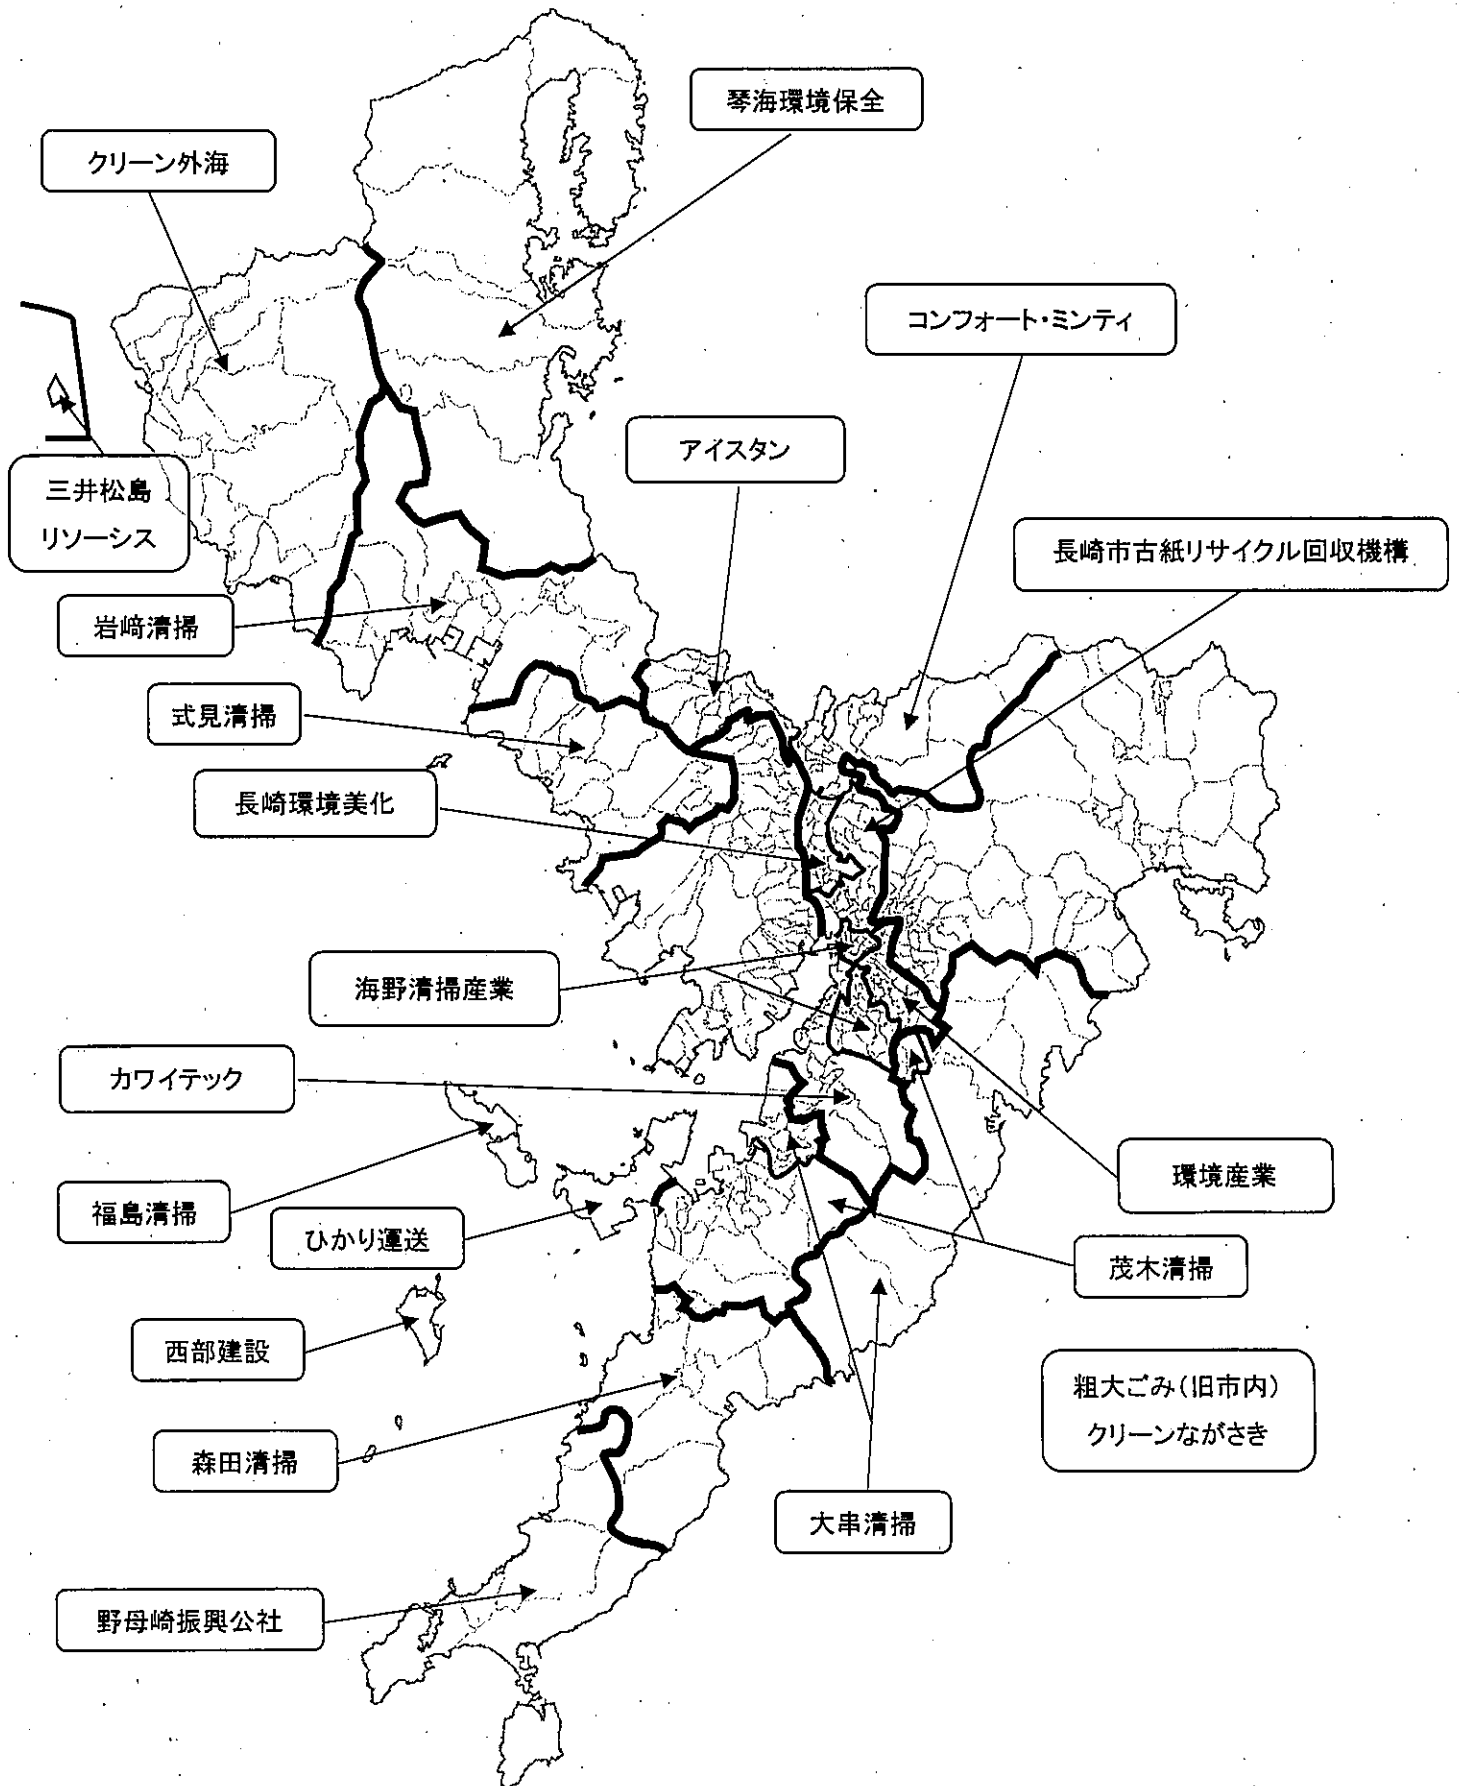 琴海環境保全
クリーン外海
コンフォート・ミンティ
アイスタン
三井松島
リソーシス
長崎市古紙リサイクル回収機構
岩﨑清掃
式見清掃
長崎環境美化
海野清掃産業
カワイテック
環境産業
福島清掃
ひかり運送
茂木清掃
西部建設
粗大ごみ(旧市内)
クリーンながさき
森田清掃
大串清掃
野母崎振興公社